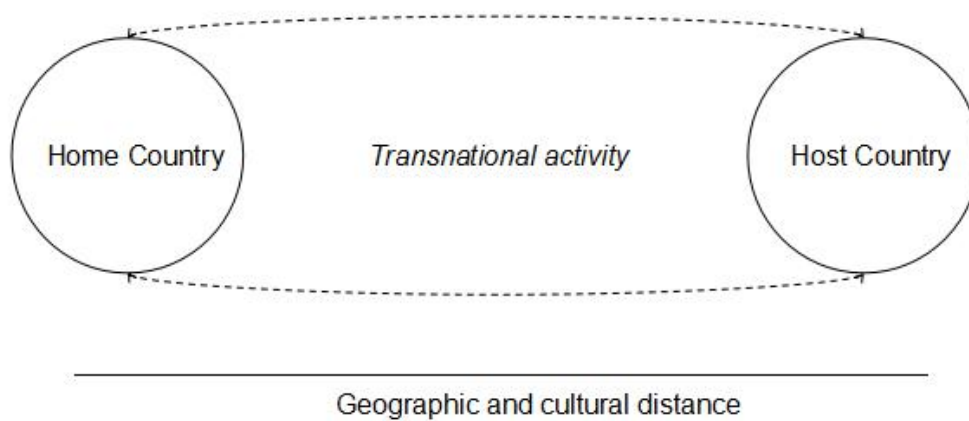 Home Country
Transnational activity
Host Country
Geographic and cultural distance